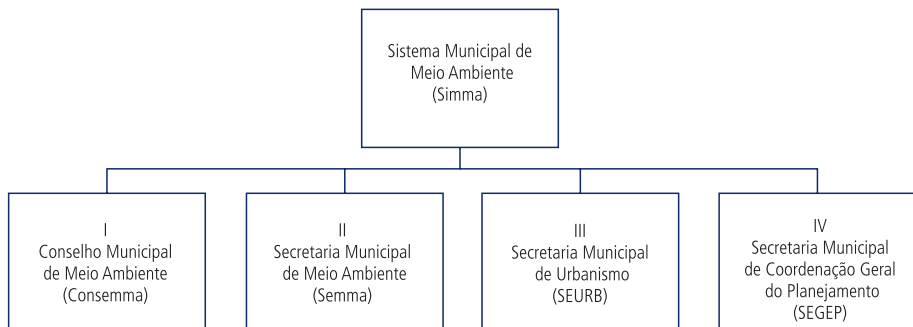 Sistema Municipal de
Meio Ambiente
(Simma)
I
Conselho Municipal
de Meio Ambiente
(Consemma)
II
Secretaria Municipal
de Meio Ambiente
(Semma)
III
Secretaria Municipal
de Urbanismo
(SEURB)
IV
Secretaria Municipal
de Coordenação Geral
do Planejamento
(SEGEP)